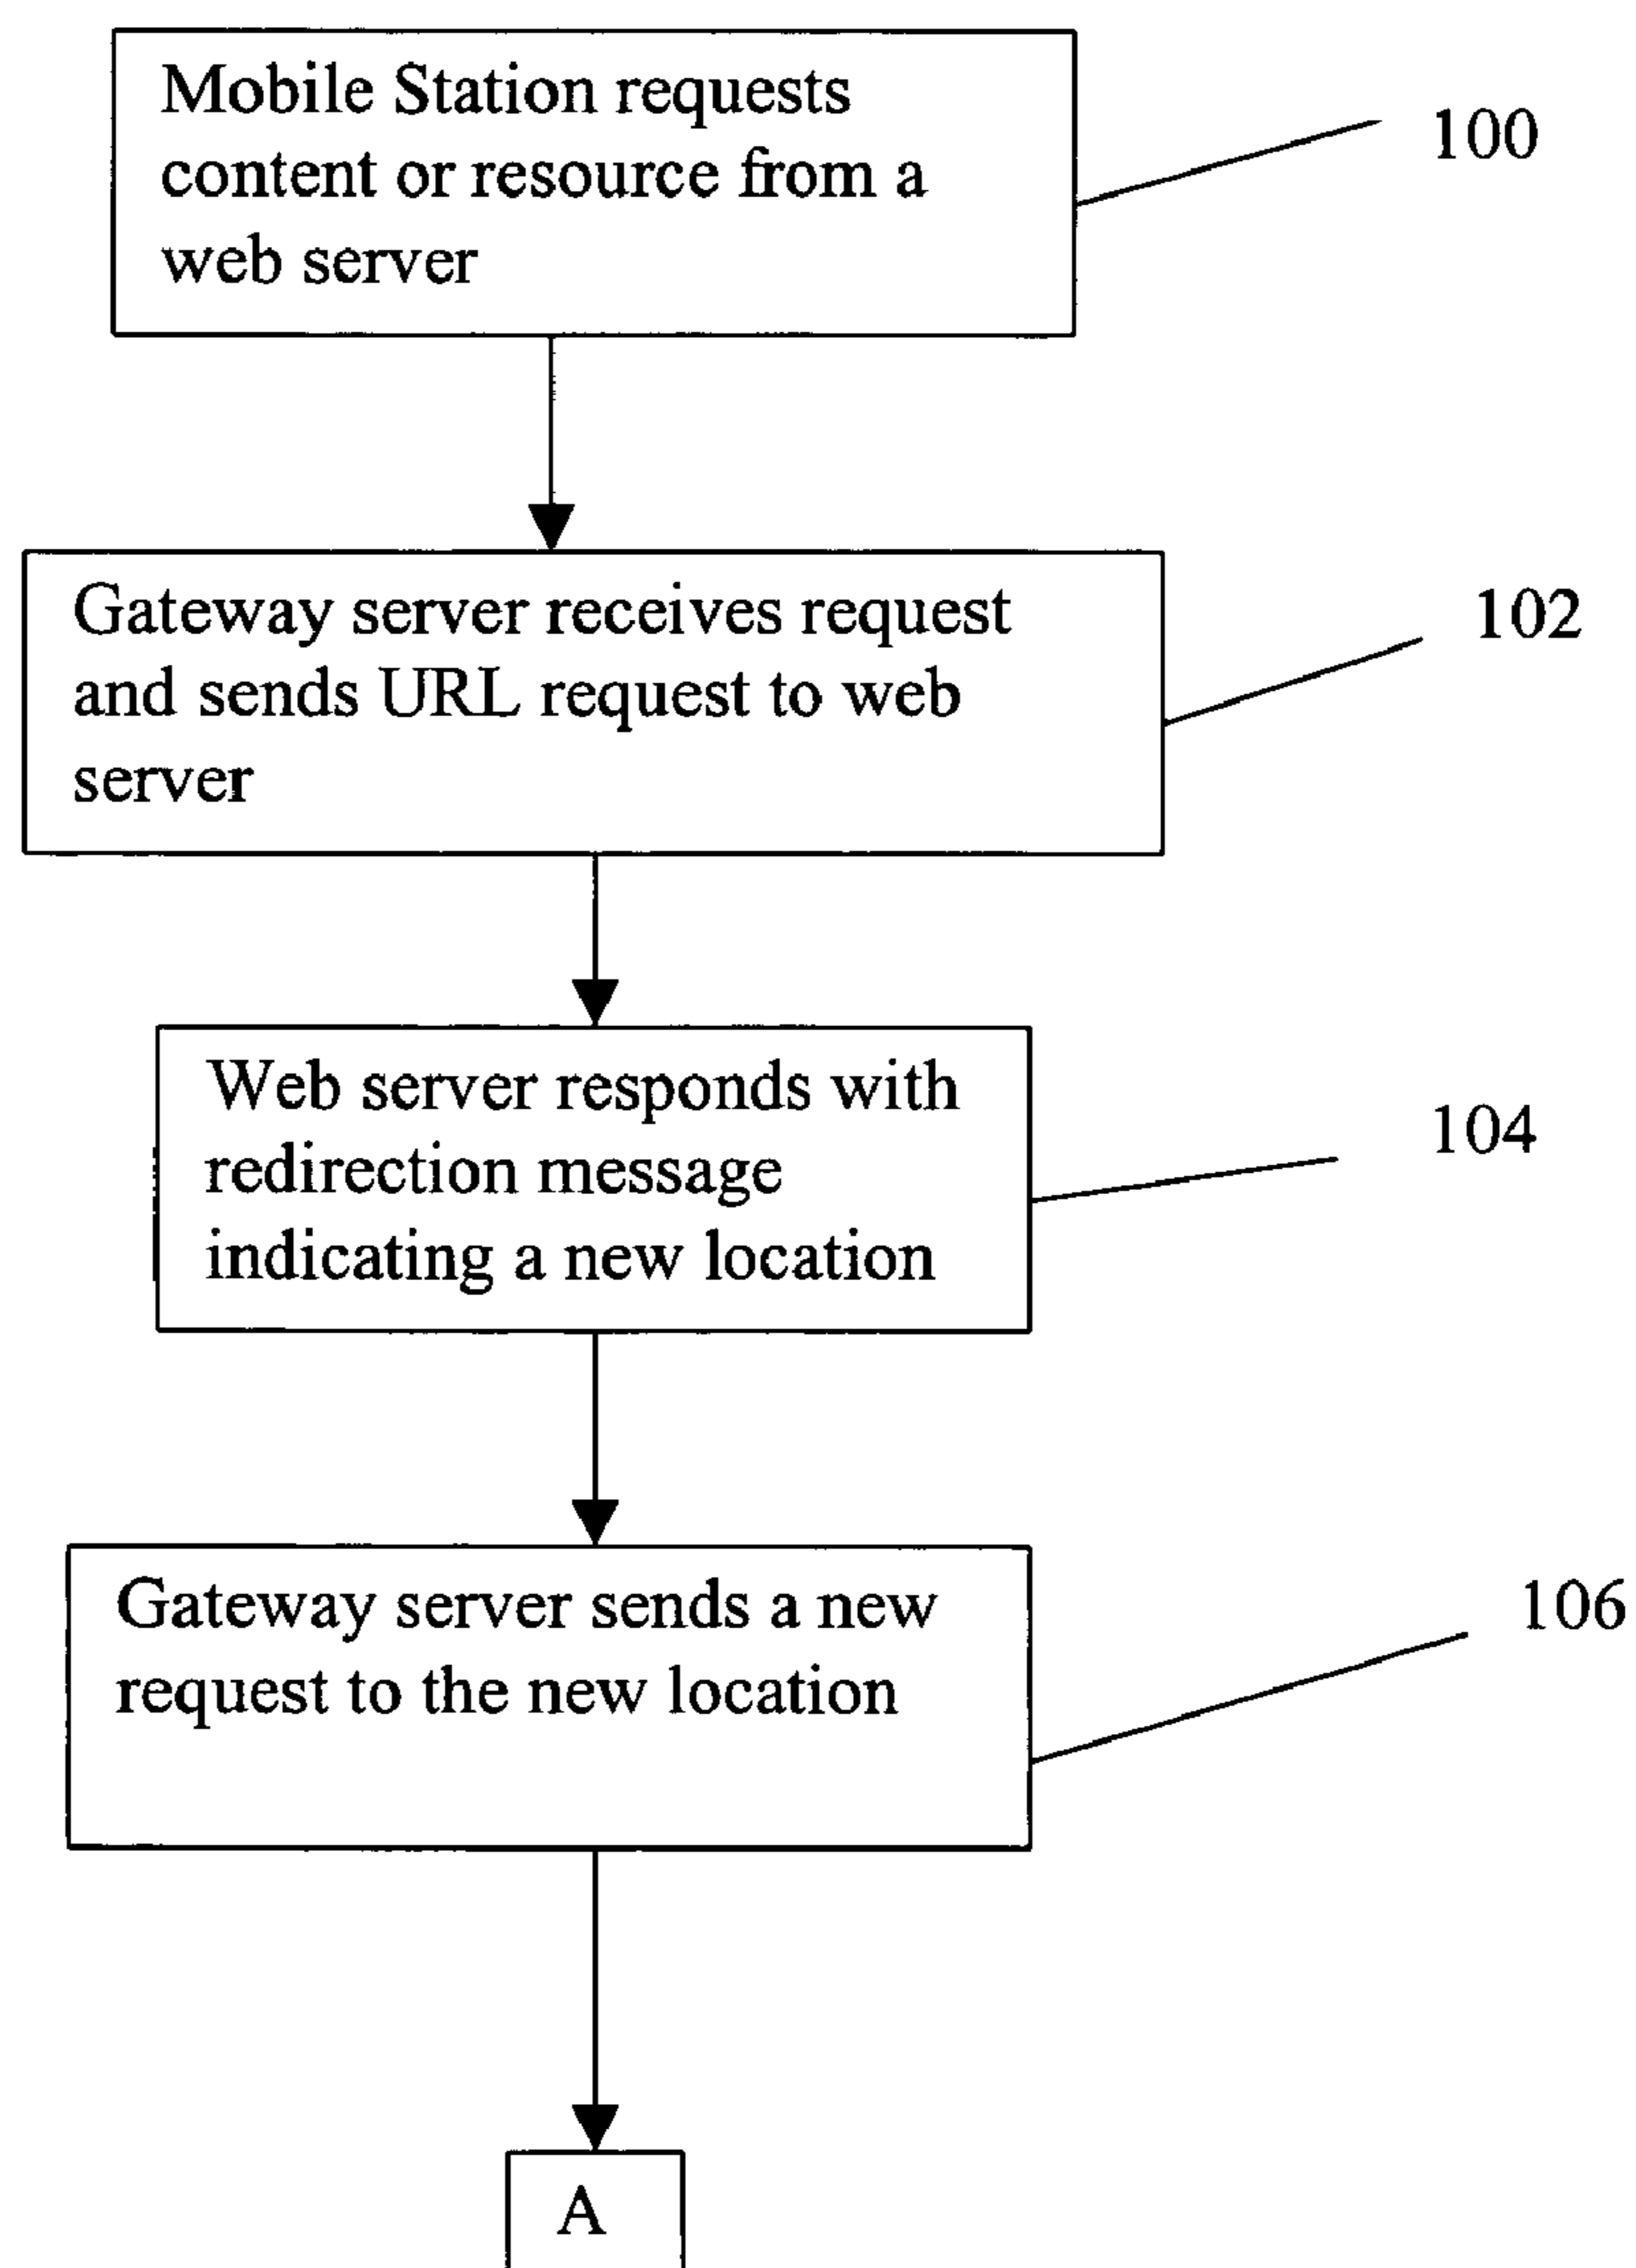 Mobile Station requests
content or resource from a
web server
100
Gateway server receives request
and sends URL request to web
server
102
Web server responds with
redirection message
indicating a new location
104
Gateway server sends a new
request to the new location
106
A